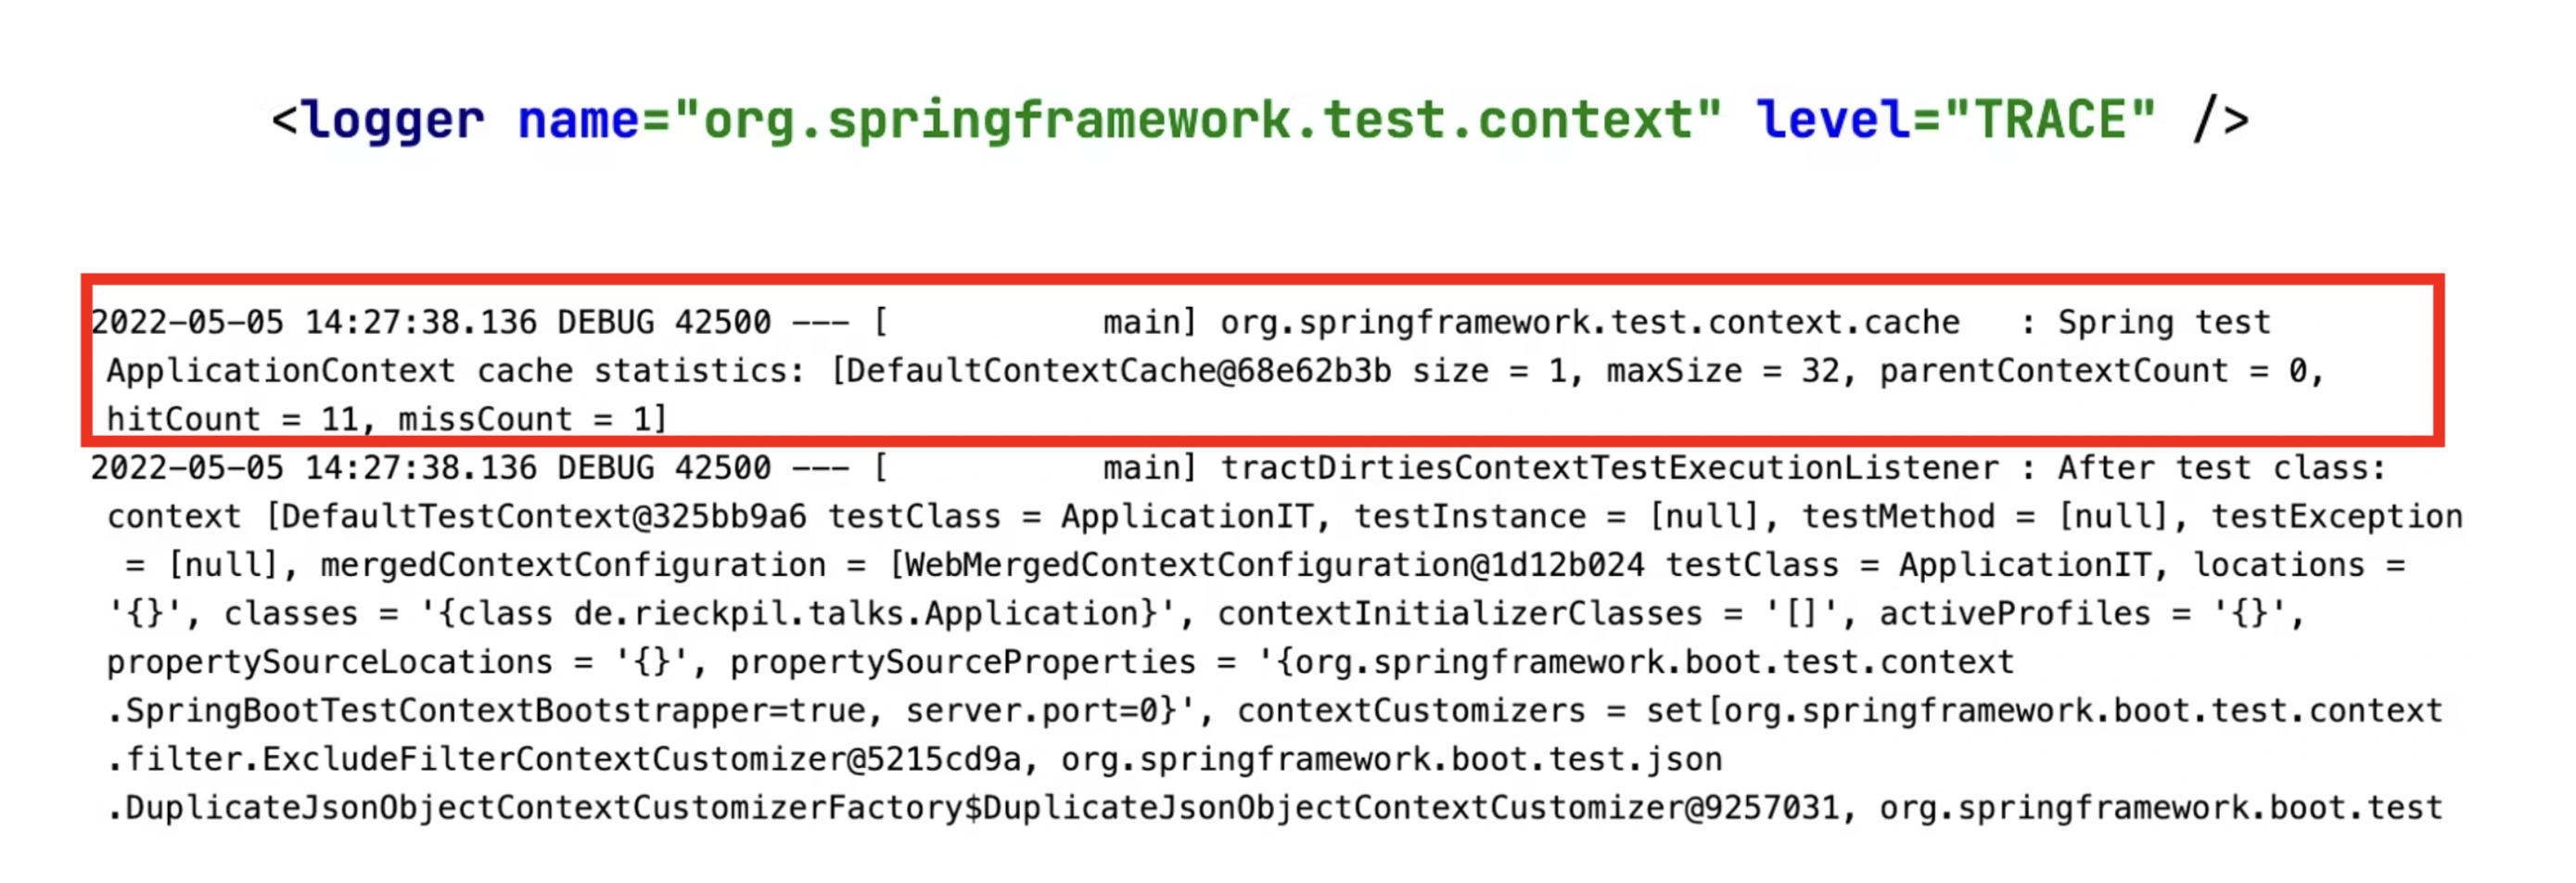 <logger name="org.springframework.test.context" level="TRACE" />
2022-05-05 14:27:38.136 DEBUG 42500 --- [           main] org.springframework.test.context.cache   : Spring test
ApplicationContext cache statistics: [DefaultContextCache@68e62b3b size = 1, maxSize = 32, parentContextCount = 0,
hitCount = 11, missCount = 1]
2022-05-05 14:27:38.136 DEBUG 42500 --- [           main] tractDirtiesContextTestExecutionListener : After test class:
context [DefaultTestContext@325bb9a6 testClass = ApplicationIT, testInstance = [null], testMethod = [null], testException
= [null], mergedContextConfiguration = [WebMergedContextConfiguration@1d12b024 testClass = ApplicationIT, locations =
'{}', classes = '{class de.rieckpil.talks.Application}', contextInitializerClasses = '[]', activeProfiles = '{}',
propertySourceLocations = '{}', propertySourceProperties = '{org.springframework.boot.test.context
.SpringBootTestContextBootstrapper=true, server.port=0}', contextCustomizers = set[org.springframework.boot.test.context
.filter.ExcludeFilterContextCustomizer@5215cd9a, org.springframework.boot.test.json
.DuplicateJsonObjectContextCustomizerFactory$DuplicateJsonObjectContextCustomizer@9257031, org.springframework.boot.test